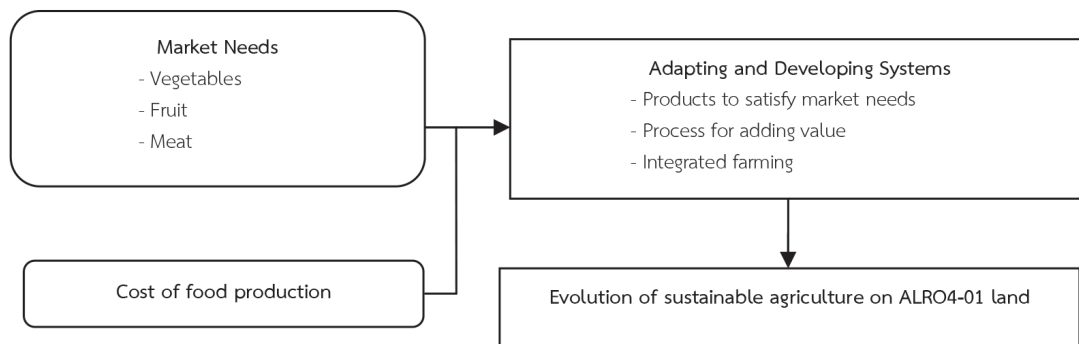 Market Needs
- Vegetables
- Fruit
- Meat
Adapting and Developing Systems
- Products to satisfy market needs
- Process for adding value
- Integrated farming
Cost of food production
Evolution of sustainable agriculture on ALRO4-01 land